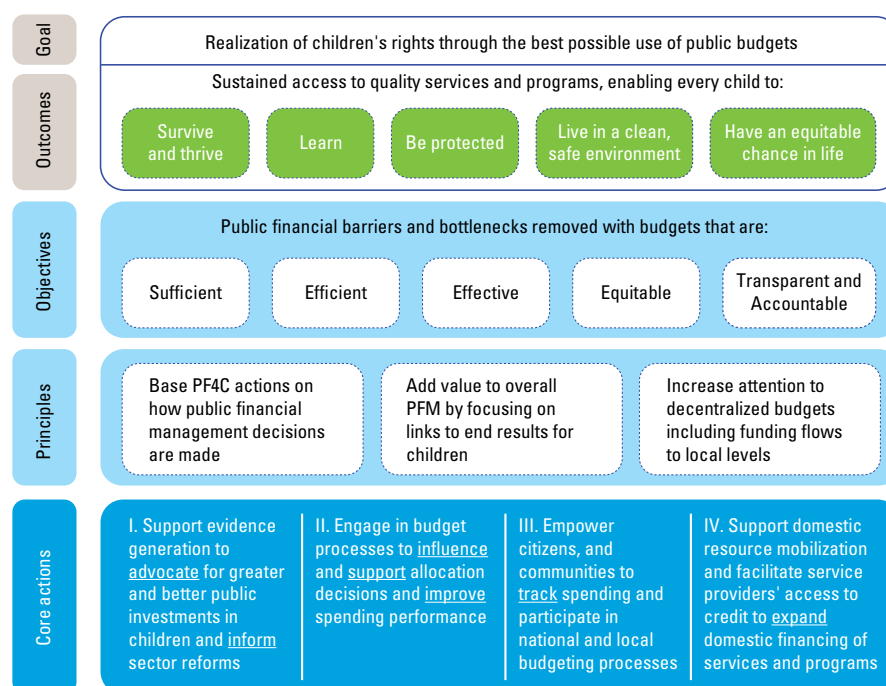 Goal
Realization of children's rights through the best possible use of public budgets
Outcomes
Sustained access to quality services and programs, enabling every child to:
Survive
and thrive
Learn
Be protected
Live in a clean,
safe environment
Have an equitable
chance in life
Objectives
Public financial barriers and bottlenecks removed with budgets that are:
Sufficient
Efficient
Effective
Equitable
Transparent and
Accountable
Principles
Base PF4C actions on
how public financial
management decisions
are made
Add value to overall
PFM by focusing on
links to end results for
children
Increase attention to
decentralized budgets
including funding flows
to local levels
Core actions
I. Support evidence
generation to
advocate for greater
and better public
investments in
children and inform
sector reforms
II. Engage in budget
processes to influence
and support allocation
decisions and improve
spending performance
III. Empower
citizens, and
communities to
track spending and
participate in
national and local
budgeting processes
IV. Support domestic
resource mobilization
and facilitate service
providers' access to
credit to expand
domestic financing of
services and programs